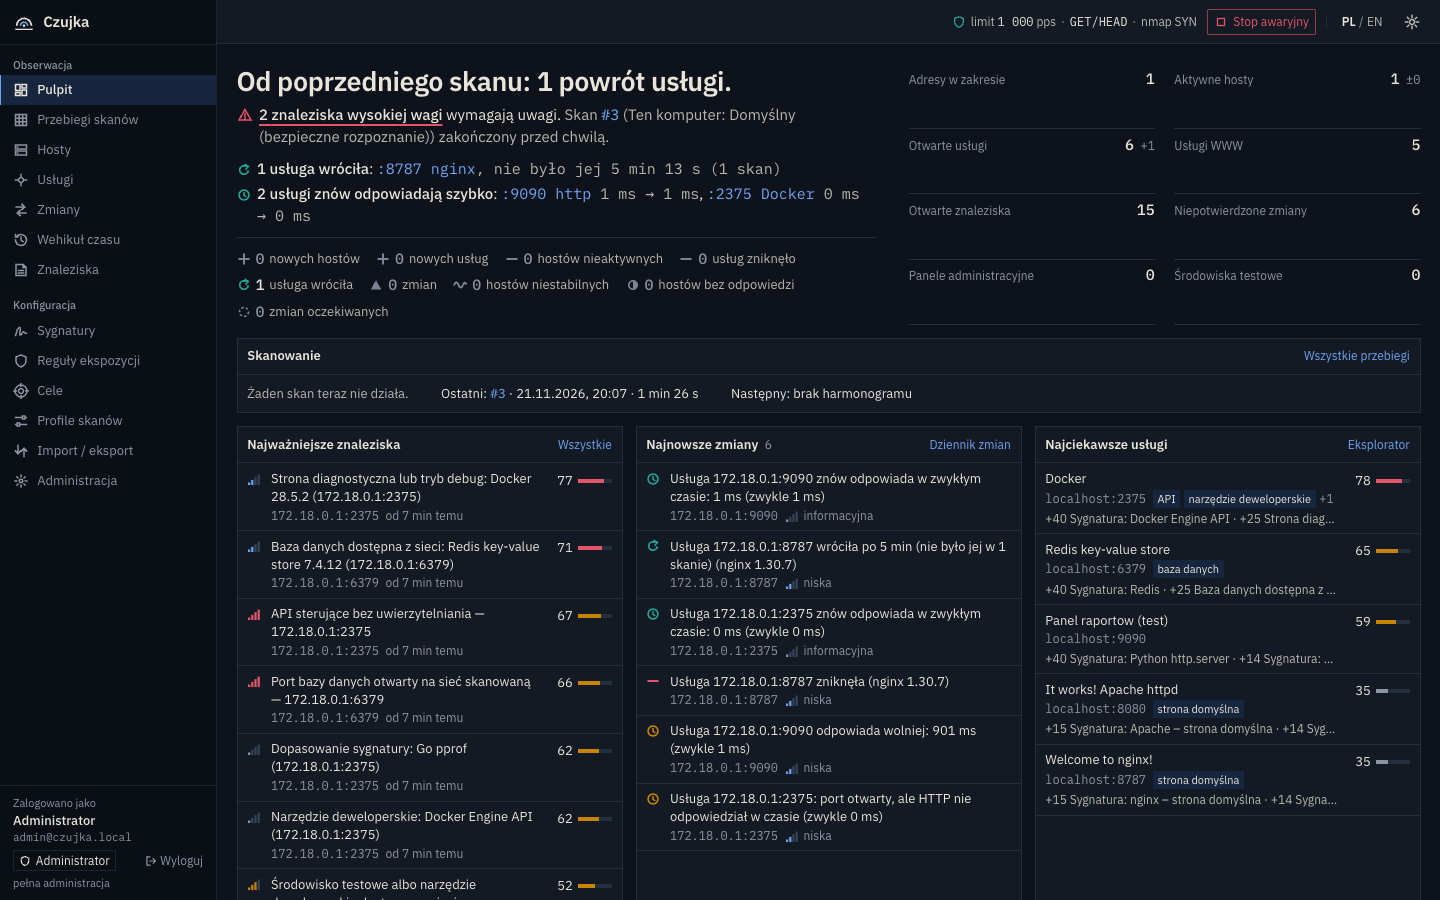 Czujka
limit 1 000 pps · GET/HEAD · nmap SYN
Stop awaryjny
PL / EN
Obserwacja
Pulpit
Przebiegi skanów
Hosty
Usługi
Zmiany
Wehikuł czasu
Znaleziska
Konfiguracja
Sygnatury
Reguły ekspozycji
Cele
Profile skanów
Import / eksport
Administracja
Zalogowano jako
Administrator
admin@czujka.local
Administrator
Wyloguj
pełna administracja
Od poprzedniego skanu: 1 powrót usługi.
2 znaleziska wysokiej wagi wymagają uwagi. Skan #3 (Ten komputer: Domyślny
(bezpieczne rozpoznanie)) zakończony przed chwilą.
1 usługa wróciła: :8787 nginx, nie było jej 5 min 13 s (1 skan)
2 usługi znów odpowiadają szybko: :9090 http 1 ms → 1 ms, :2375 Docker 0 ms
→ 0 ms
0 nowych hostów
0 nowych usług
0 hostów nieaktywnych
0 usług zniknęło
1 usługa wróciła
0 zmian
0 hostów niestabilnych
0 hostów bez odpowiedzi
0 zmian oczekiwanych
Adresy w zakresie 1
Aktywne hosty 1 ±0
Otwarte usługi 6 +1
Usługi WWW 5
Otwarte znaleziska 15
Niepotwierdzone zmiany 6
Panele administracyjne 0
Środowiska testowe 0
Skanowanie
Wszystkie przebiegi
Żaden skan teraz nie działa.
Ostatni: #3 · 21.11.2026, 20:07 · 1 min 26 s
Następny: brak harmonogramu
Najważniejsze znaleziska
Wszystkie
Strona diagnostyczna lub tryb debug: Docker
28.5.2 (172.18.0.1:2375)
172.18.0.1:2375 od 7 min temu
77
Baza danych dostępna z sieci: Redis key-value
store 7.4.12 (172.18.0.1:6379)
172.18.0.1:6379 od 7 min temu
71
API sterujące bez uwierzytelniania —
172.18.0.1:2375
172.18.0.1:2375 od 7 min temu
67
Port bazy danych otwarty na sieć skanowaną
— 172.18.0.1:6379
172.18.0.1:6379 od 7 min temu
66
Dopasowanie sygnatury: Go pprof
(172.18.0.1:2375)
172.18.0.1:2375 od 7 min temu
62
Narzędzie deweloperskie: Docker Engine API
(172.18.0.1:2375)
172.18.0.1:2375 od 7 min temu
62
Środowisko testowe albo narzędzie
52
Najnowsze zmiany 6
Dziennik zmian
Usługa 172.18.0.1:9090 znów odpowiada w zwykłym
czasie: 1 ms (zwykle 1 ms)
172.18.0.1:9090 informacyjna
Usługa 172.18.0.1:8787 wróciła po 5 min (nie było jej w 1
skanie) (nginx 1.30.7)
172.18.0.1:8787 niska
Usługa 172.18.0.1:2375 znów odpowiada w zwykłym
czasie: 0 ms (zwykle 0 ms)
172.18.0.1:2375 informacyjna
Usługa 172.18.0.1:8787 zniknęła (nginx 1.30.7)
172.18.0.1:8787 niska
Usługa 172.18.0.1:9090 odpowiada wolniej: 901 ms
(zwykle 1 ms)
172.18.0.1:9090 niska
Usługa 172.18.0.1:2375: port otwarty, ale HTTP nie
odpowiedział w czasie (zwykle 0 ms)
172.18.0.1:2375 niska
Najciekawsze usługi
Eksplorator
Docker
78
localhost:2375 API narzędzie deweloperskie +1
+40 Sygnatura: Docker Engine API · +25 Strona diag...
Redis key-value store
65
localhost:6379 baza danych
+40 Sygnatura: Redis · +25 Baza danych dostępna z ...
Panel raportow (test)
59
localhost:9090
+40 Sygnatura: Python http.server · +14 Sygnatura: ...
It works! Apache httpd
35
localhost:8080 strona domyślna
+15 Sygnatura: Apache – strona domyślna · +14 Syg...
Welcome to nginx!
35
localhost:8787 strona domyślna
+15 Sygnatura: nginx – strona domyślna · +14 Sygna...